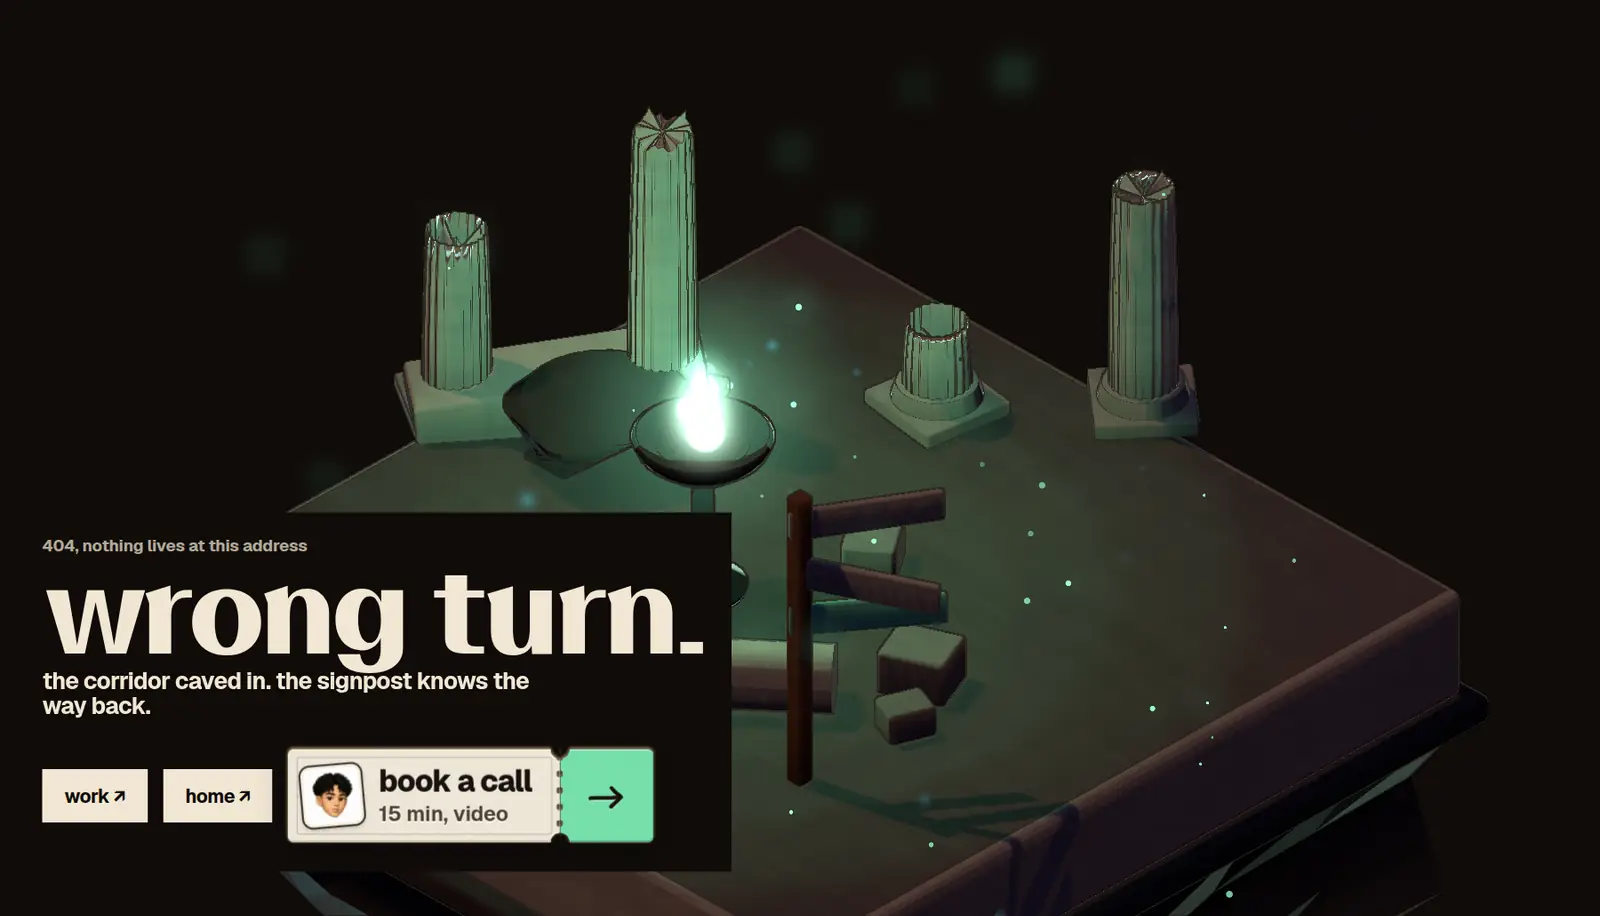 404, nothing lives at this address
wrong turn.
the corridor caved in. the signpost knows the
way back.
work ↗
home ↗
book a call
15 min, video
→